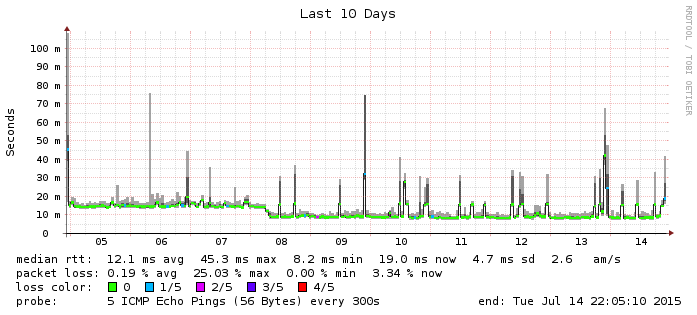 Last 10 Days
RRDTOOL / TOBI OETIKER
Seconds
100 m
90 m
80 m
70 m
60 m
50 m
40 m
30 m
20 m
10 m
0
05 06 07 08 09 10 11 12 13 14
median rtt: 12.1 ms avg 45.3 ms max 8.2 ms min 19.0 ms now 4.7 ms sd 2.6 am/s
packet loss: 0.19 % avg 25.03 % max 0.00 % min 3.34 % now
loss color: 0 1/5 2/5 3/5 4/5
probe: 5 ICMP Echo Pings (56 Bytes) every 300s end: Tue Jul 14 22:05:10 2015